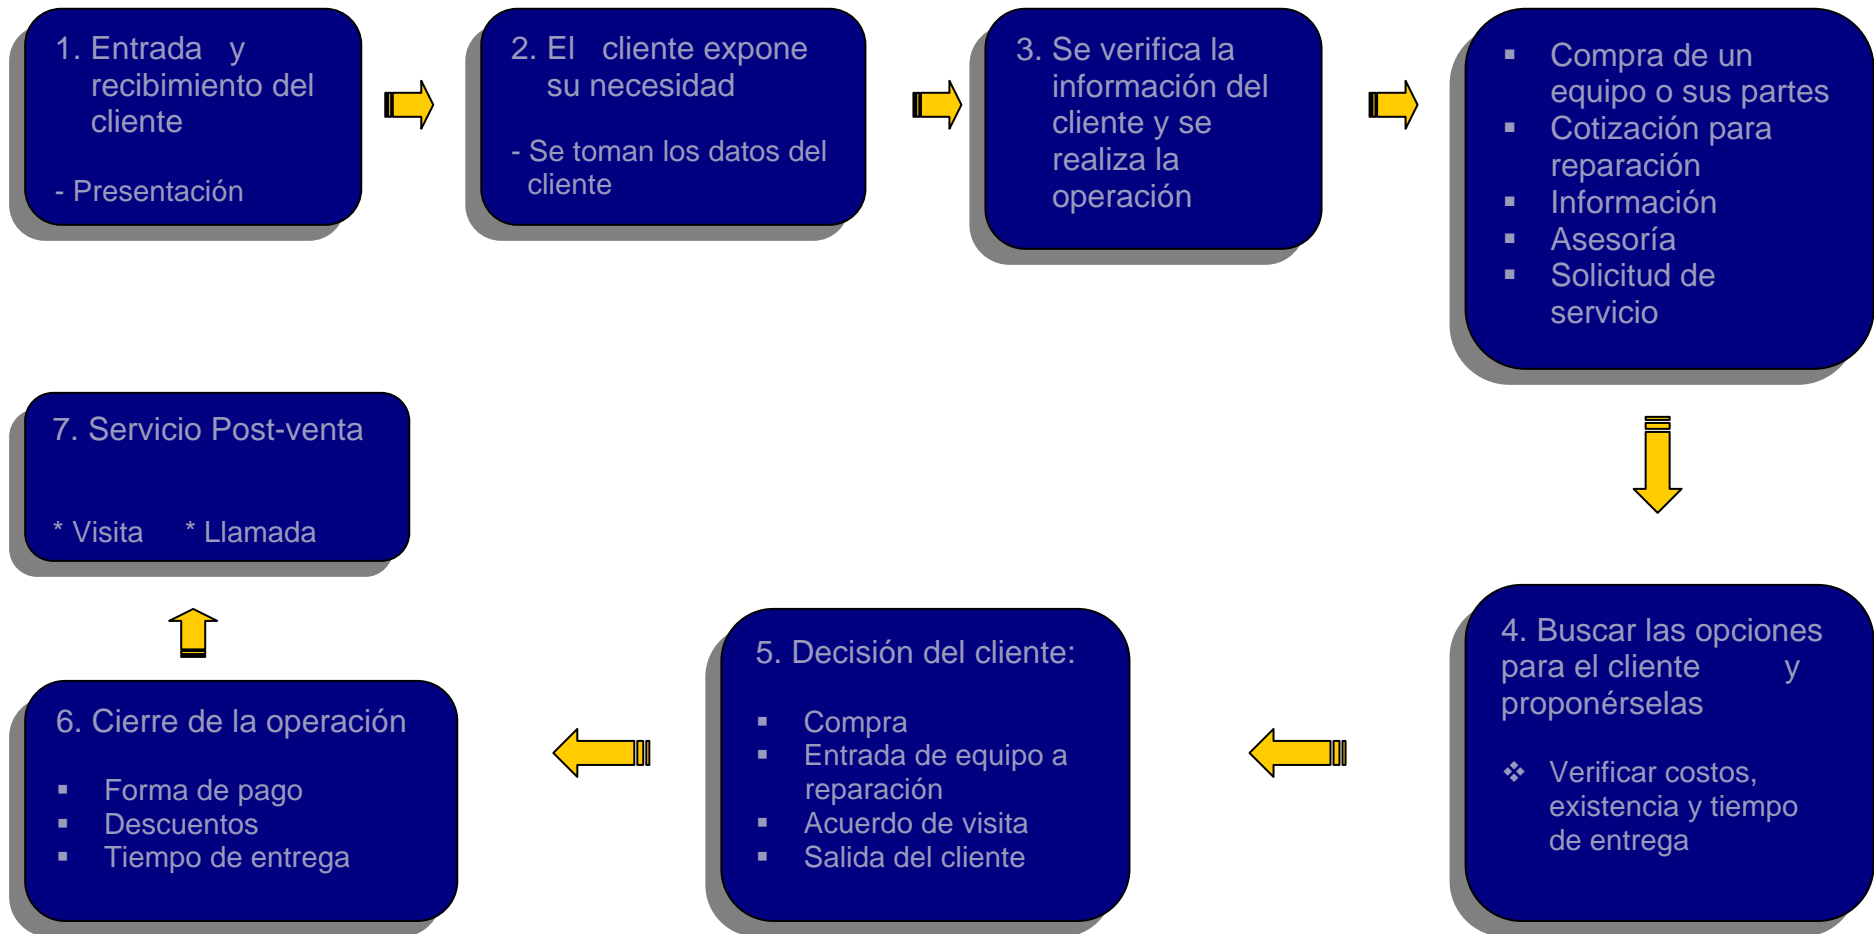 1. Entrada y
recibimiento del
cliente
- Presentación
2. El cliente expone
su necesidad
- Se toman los datos del
cliente
3. Se verifica la
información del
cliente y se
realiza la
operación
▪ Compra de un
equipo o sus partes
▪ Cotización para
reparación
▪ Información
▪ Asesoría
▪ Solicitud de
servicio
4. Buscar las opciones
para el cliente y
proponérselas
❖ Verificar costos,
existencia y tiempo
de entrega
5. Decisión del cliente:
▪ Compra
▪ Entrada de equipo a
reparación
▪ Acuerdo de visita
▪ Salida del cliente
6. Cierre de la operación
▪ Forma de pago
▪ Descuentos
▪ Tiempo de entrega
7. Servicio Post-venta
* Visita * Llamada